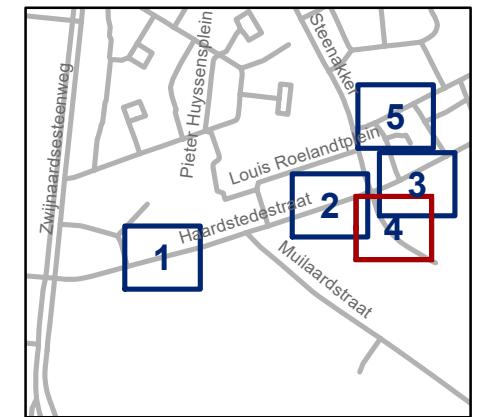 Steenakker
Pieter Huyssensplein
Zwijnaardsesteenweg
5
Louis Roelandtplein
3
2
Haardstedestraat
4
1
Muilaardstraat